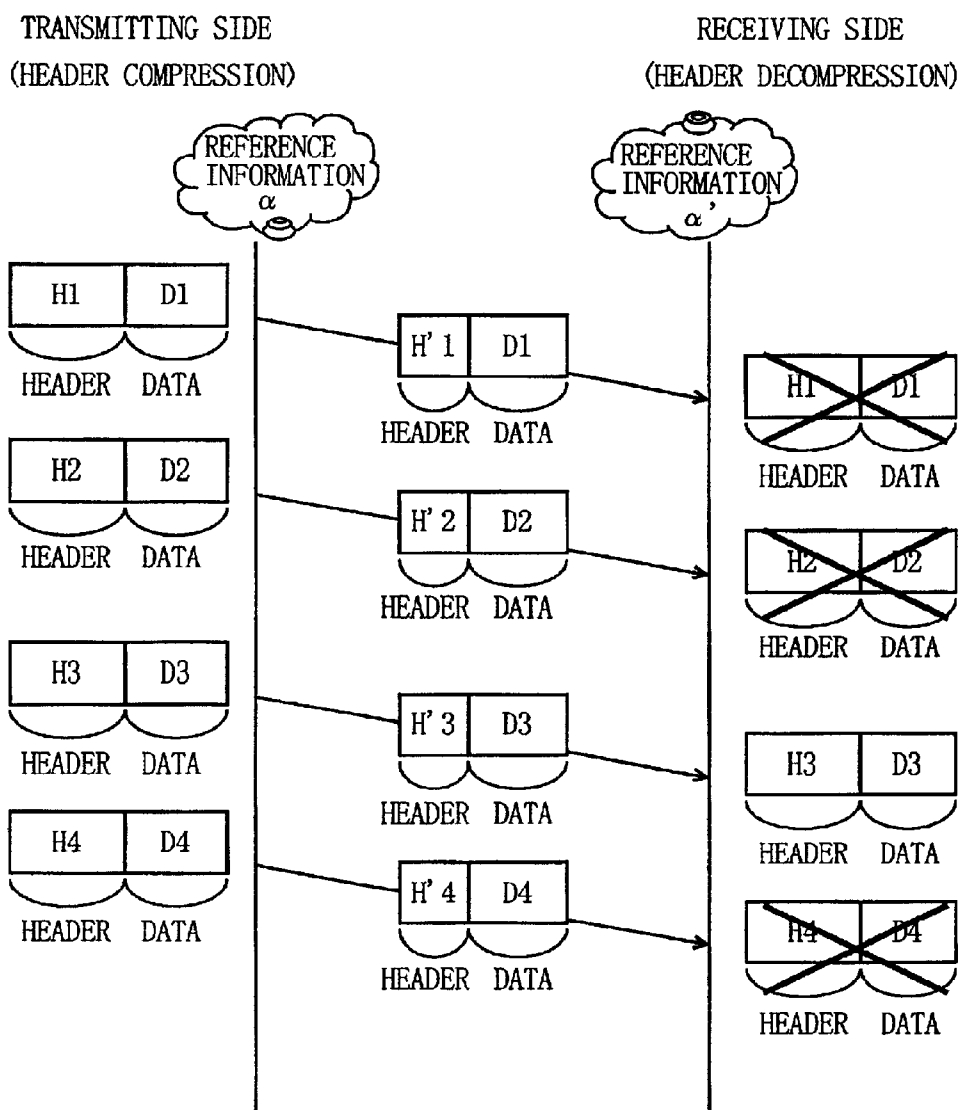 TRANSMITTING SIDE
(HEADER COMPRESSION)
RECEIVING SIDE
(HEADER DECOMPRESSION)
REFERENCE
INFORMATION
α
REFERENCE
INFORMATION
α'
H1 D1
HEADER DATA
H'1 D1
HEADER DATA
H1 D1
HEADER DATA
H2 D2
HEADER DATA
H'2 D2
HEADER DATA
H2 D2
HEADER DATA
H3 D3
HEADER DATA
H'3 D3
HEADER DATA
H3 D3
HEADER DATA
H4 D4
HEADER DATA
H'4 D4
HEADER DATA
H4 D4
HEADER DATA